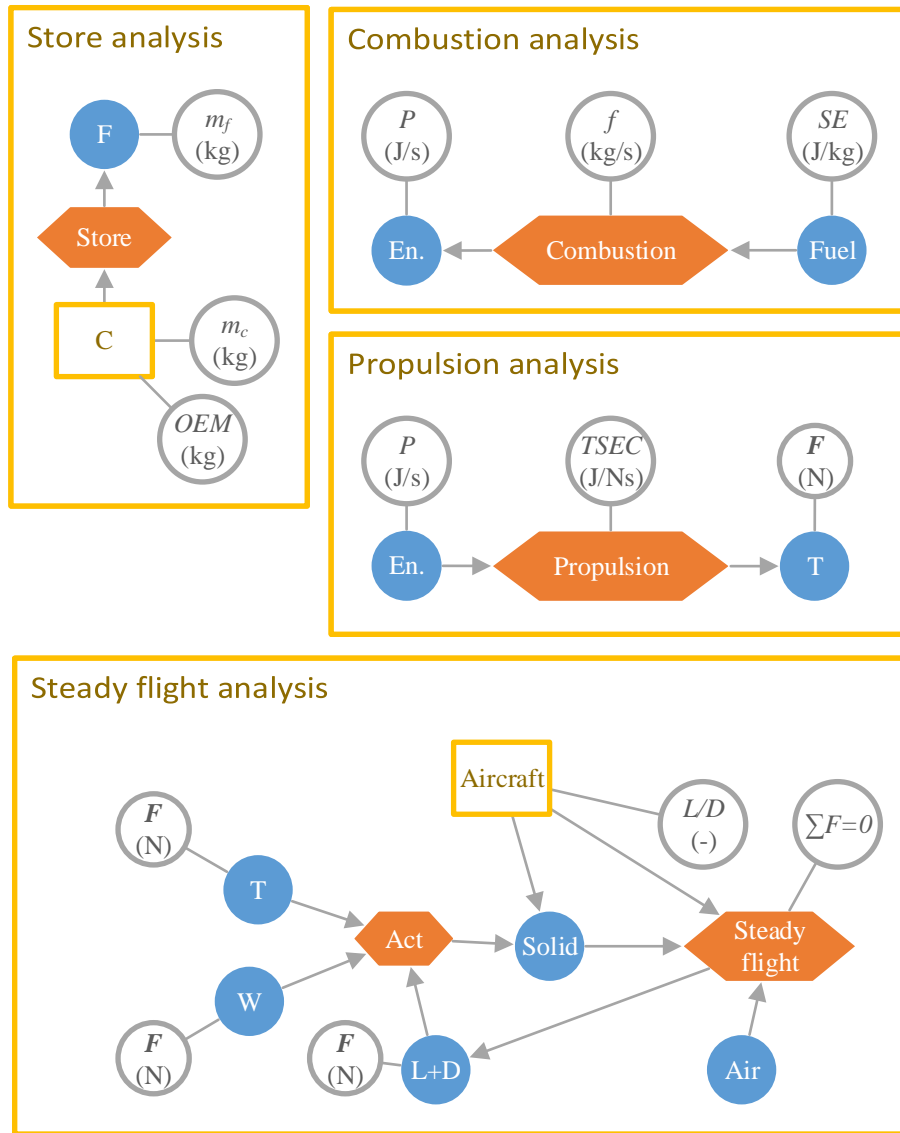 Store analysis
F
m_f
(kg)
Store
C
m_c
(kg)
OEM
(kg)
Combustion analysis
P
(J/s)
f
(kg/s)
SE
(J/kg)
En.
Combustion
Fuel
Propulsion analysis
P
(J/s)
TSEC
(J/Ns)
F
(N)
En.
Propulsion
T
Steady flight analysis
Aircraft
F
(N)
L/D
(-)
∑F=0
T
Act
Solid
Steady
flight
W
F
(N)
F
(N)
L+D
Air